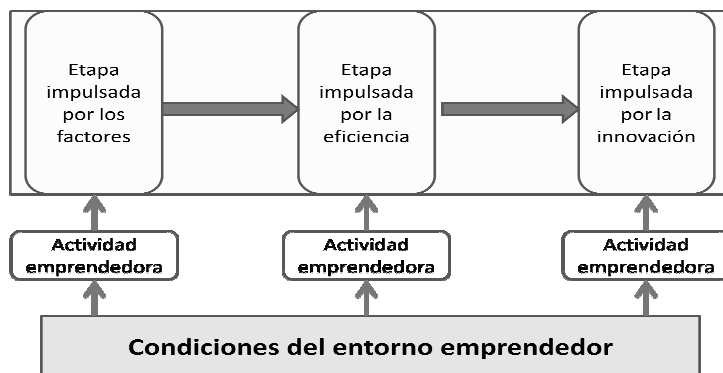 Etapa
impulsada
por los
factores
Etapa
impulsada
por la
eficiencia
Etapa
impulsada
por la
innovación
Actividad
emprendedora
Actividad
emprendedora
Actividad
emprendedora
Condiciones del entorno emprendedor